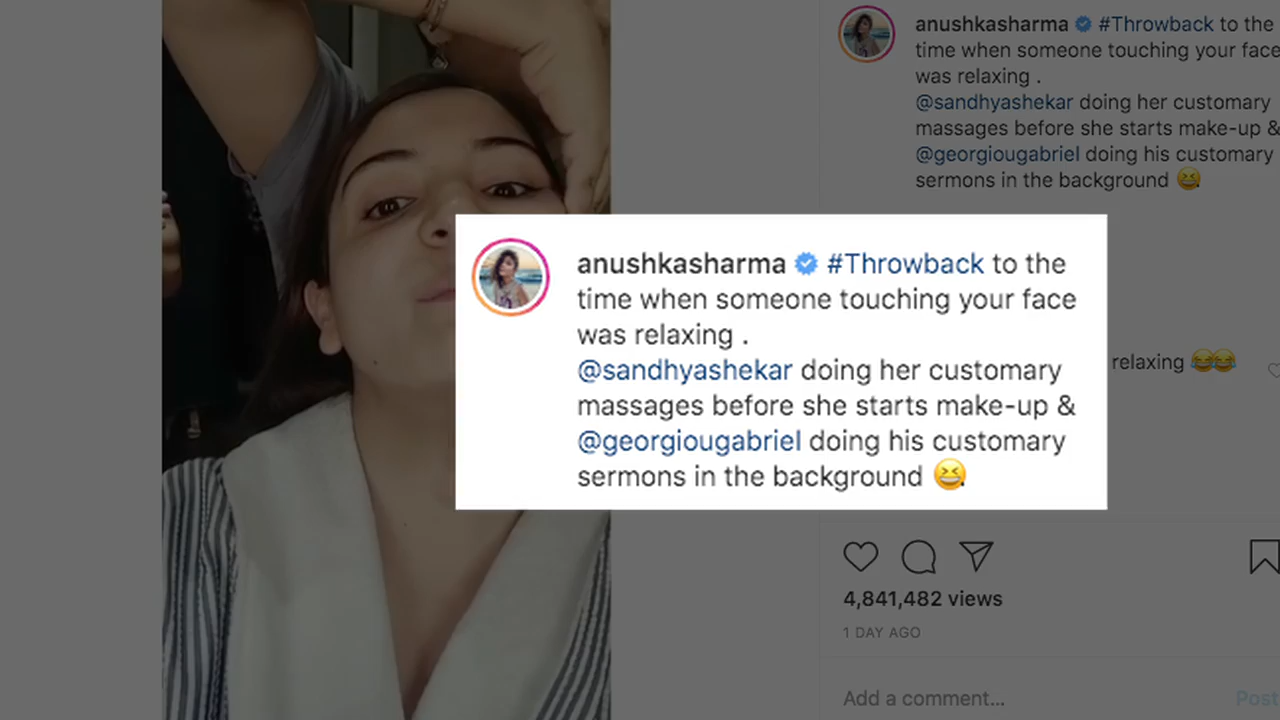 anushkasharma #Throwback to the
time when someone touching your face
was relaxing .
@sandhyashekar doing her customary
massages before she starts make-up &
@georgiougabriel doing his customary
sermons in the background 😆
anushkasharma #Throwback to the
time when someone touching your face
was relaxing .
@sandhyashekar doing her customary
massages before she starts make-up &
@georgiougabriel doing his customary
sermons in the background 😆
relaxing 😂😂
4,841,482 views
1 DAY AGO
Add a comment... Post